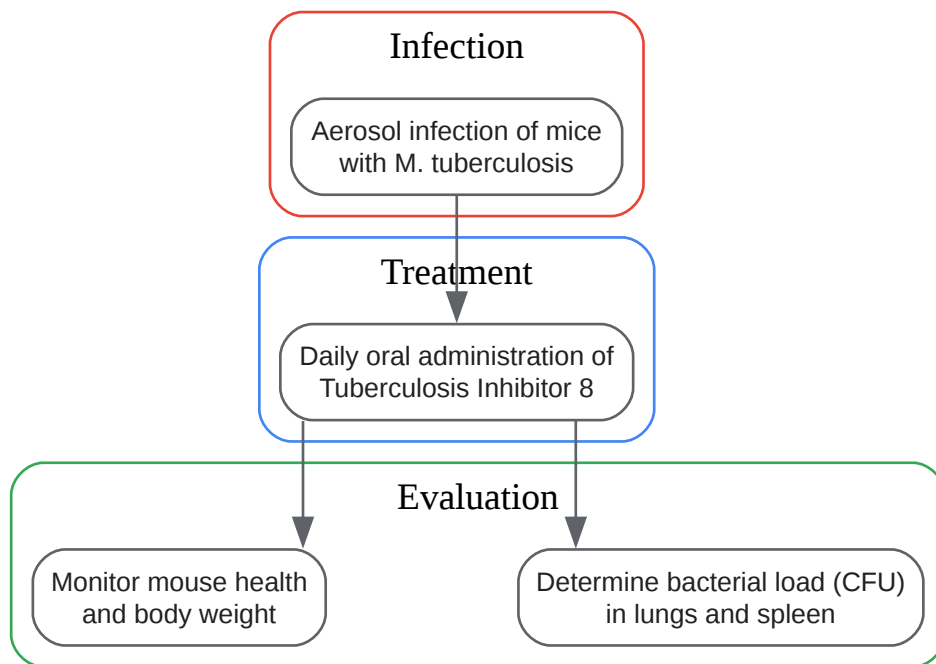 Infection
Aerosol infection of mice
with M. tuberculosis
Treatment
Daily oral administration of
Tuberculosis Inhibitor 8
Evaluation
Monitor mouse health
and body weight
Determine bacterial load (CFU)
in lungs and spleen